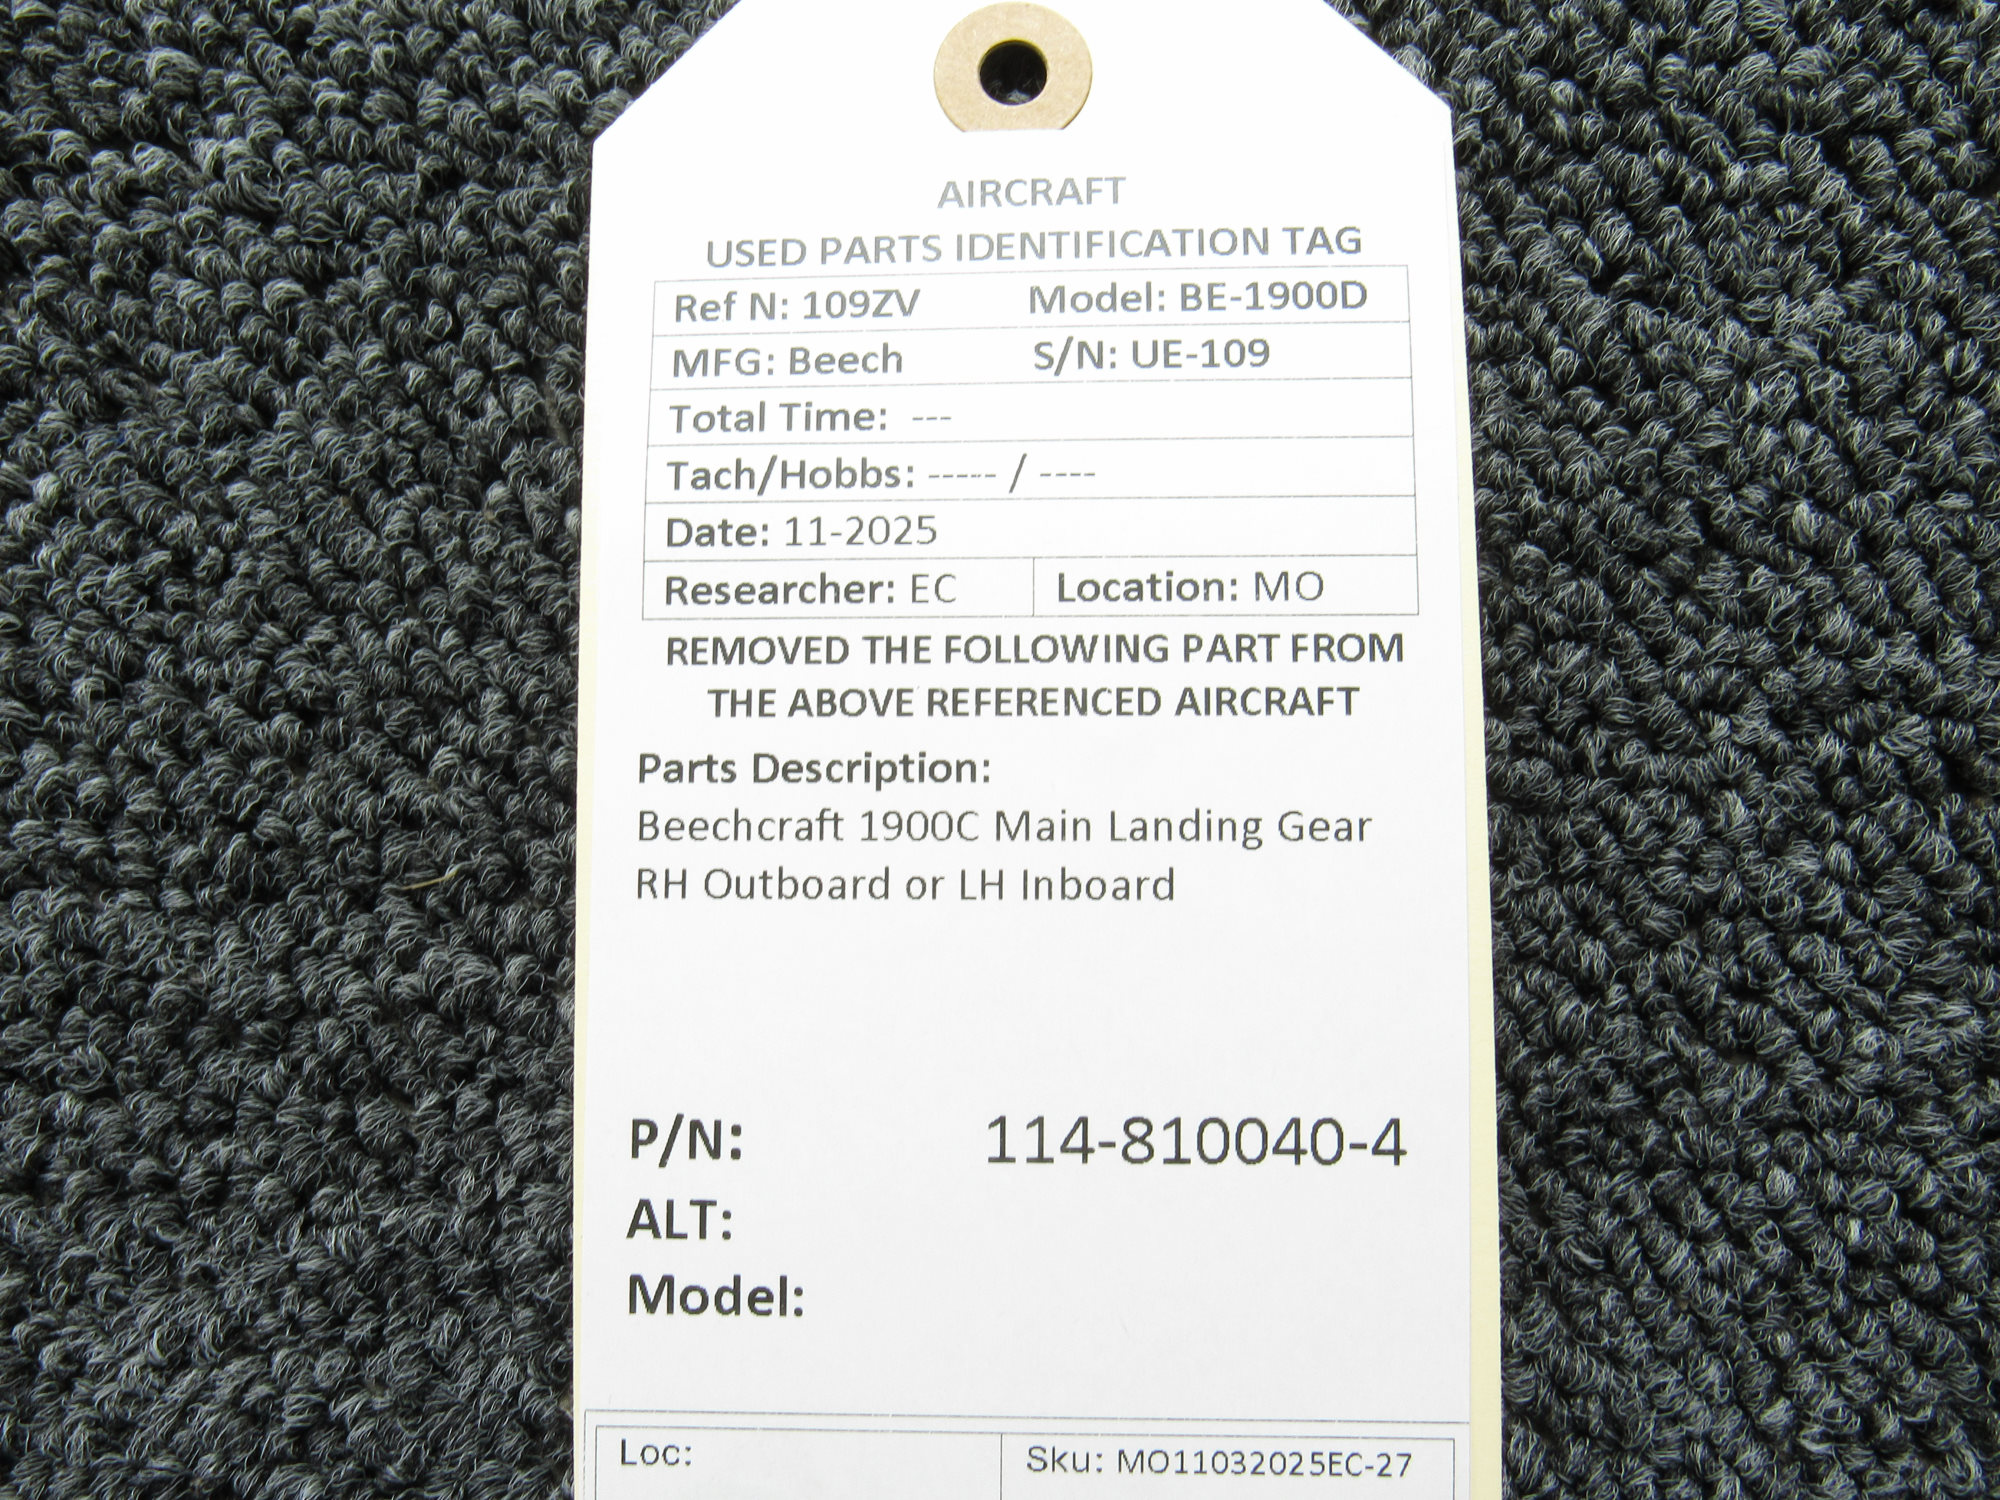 AIRCRAFT
USED PARTS IDENTIFICATION TAG
Ref N: 109ZV Model: BE-1900D
MFG: Beech S/N: UE-109
Total Time: ---
Tach/Hobbs: ----- / ----
Date: 11-2025
Researcher: EC Location: MO
REMOVED THE FOLLOWING PART FROM
THE ABOVE REFERENCED AIRCRAFT
Parts Description:
Beechcraft 1900C Main Landing Gear
RH Outboard or LH Inboard
P/N: 114-810040-4
ALT:
Model:
Loc: Sku: MO11032025EC-27